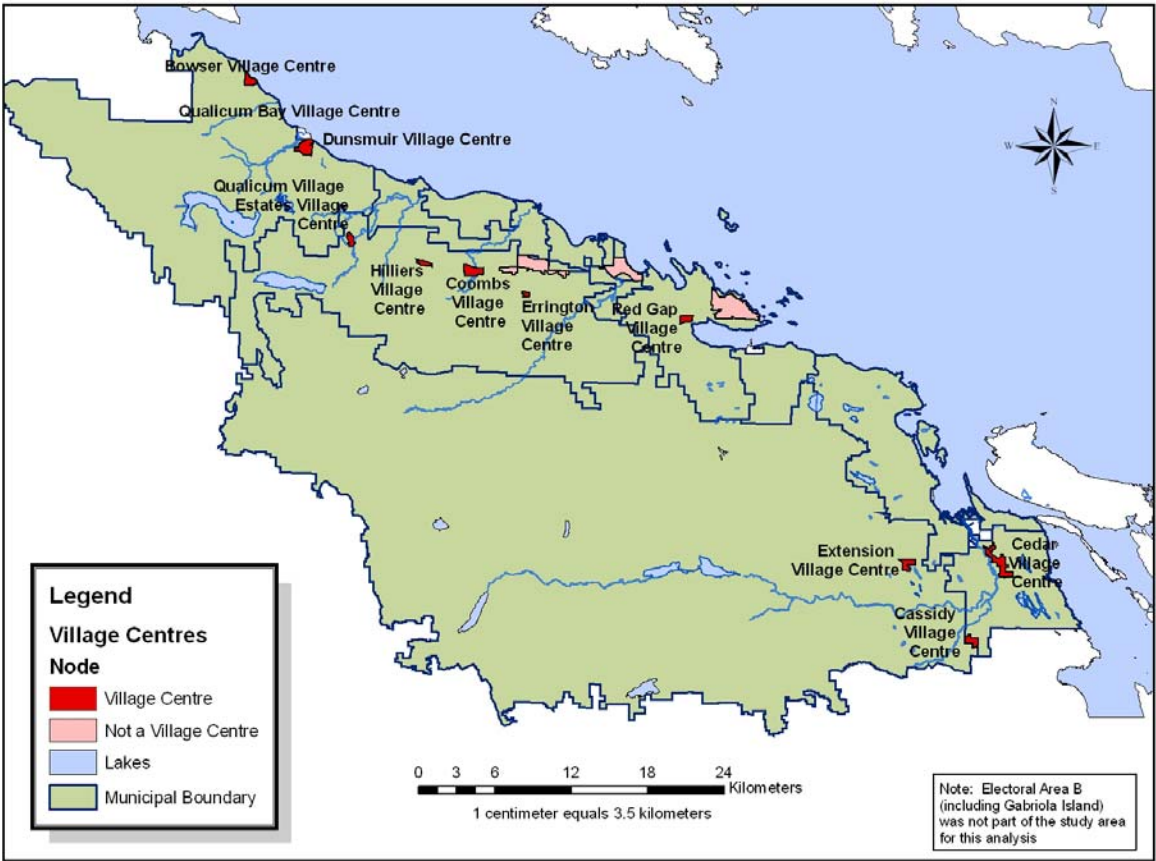 Bowser Village Centre
Qualicum Bay Village Centre
Dunsmuir Village Centre
N
W
E
S
Qualicum Village
Estates Village
Centre
Hilliers
Village
Centre
Coombs
Village
Centre
Errington
Village
Centre
Red Gap
Village
Centre
Extension
Village Centre
Cedar
Village
Centre
Cassidy
Village
Centre
Legend
Village Centres
Node
Village Centre
Not a Village Centre
Lakes
Municipal Boundary
0 3 6 12 18 24
Kilometers
1 centimeter equals 3.5 kilometers
Note: Electoral Area B
(including Gabriola Island)
was not part of the study area
for this analysis